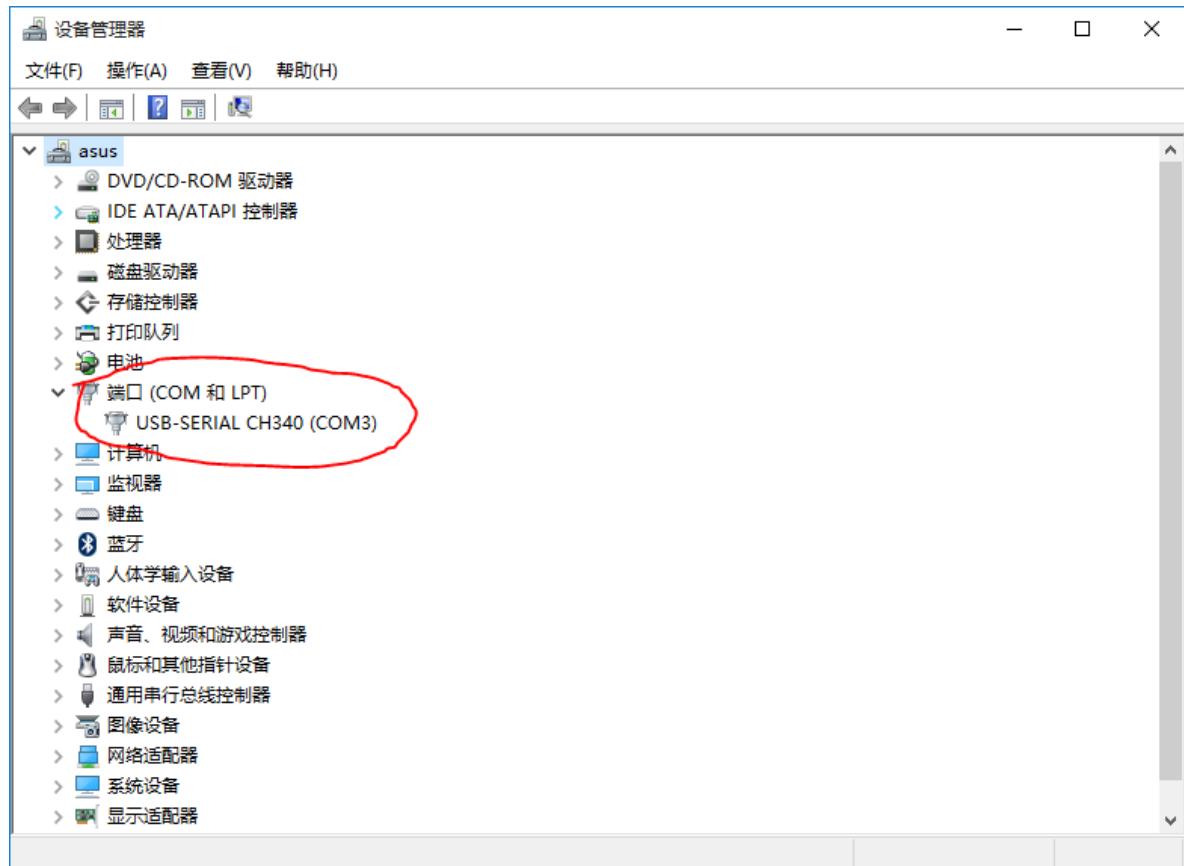 设备管理器
文件(F) 操作(A) 查看(V) 帮助(H)
asus
DVD/CD-ROM 驱动器
IDE ATA/ATAPI 控制器
处理器
磁盘驱动器
存储控制器
打印队列
电池
端口 (COM 和 LPT)
USB-SERIAL CH340 (COM3)
计算机
监视器
键盘
蓝牙
人体学输入设备
软件设备
声音、视频和游戏控制器
鼠标和其他指针设备
通用串行总线控制器
图像设备
网络适配器
系统设备
显示适配器